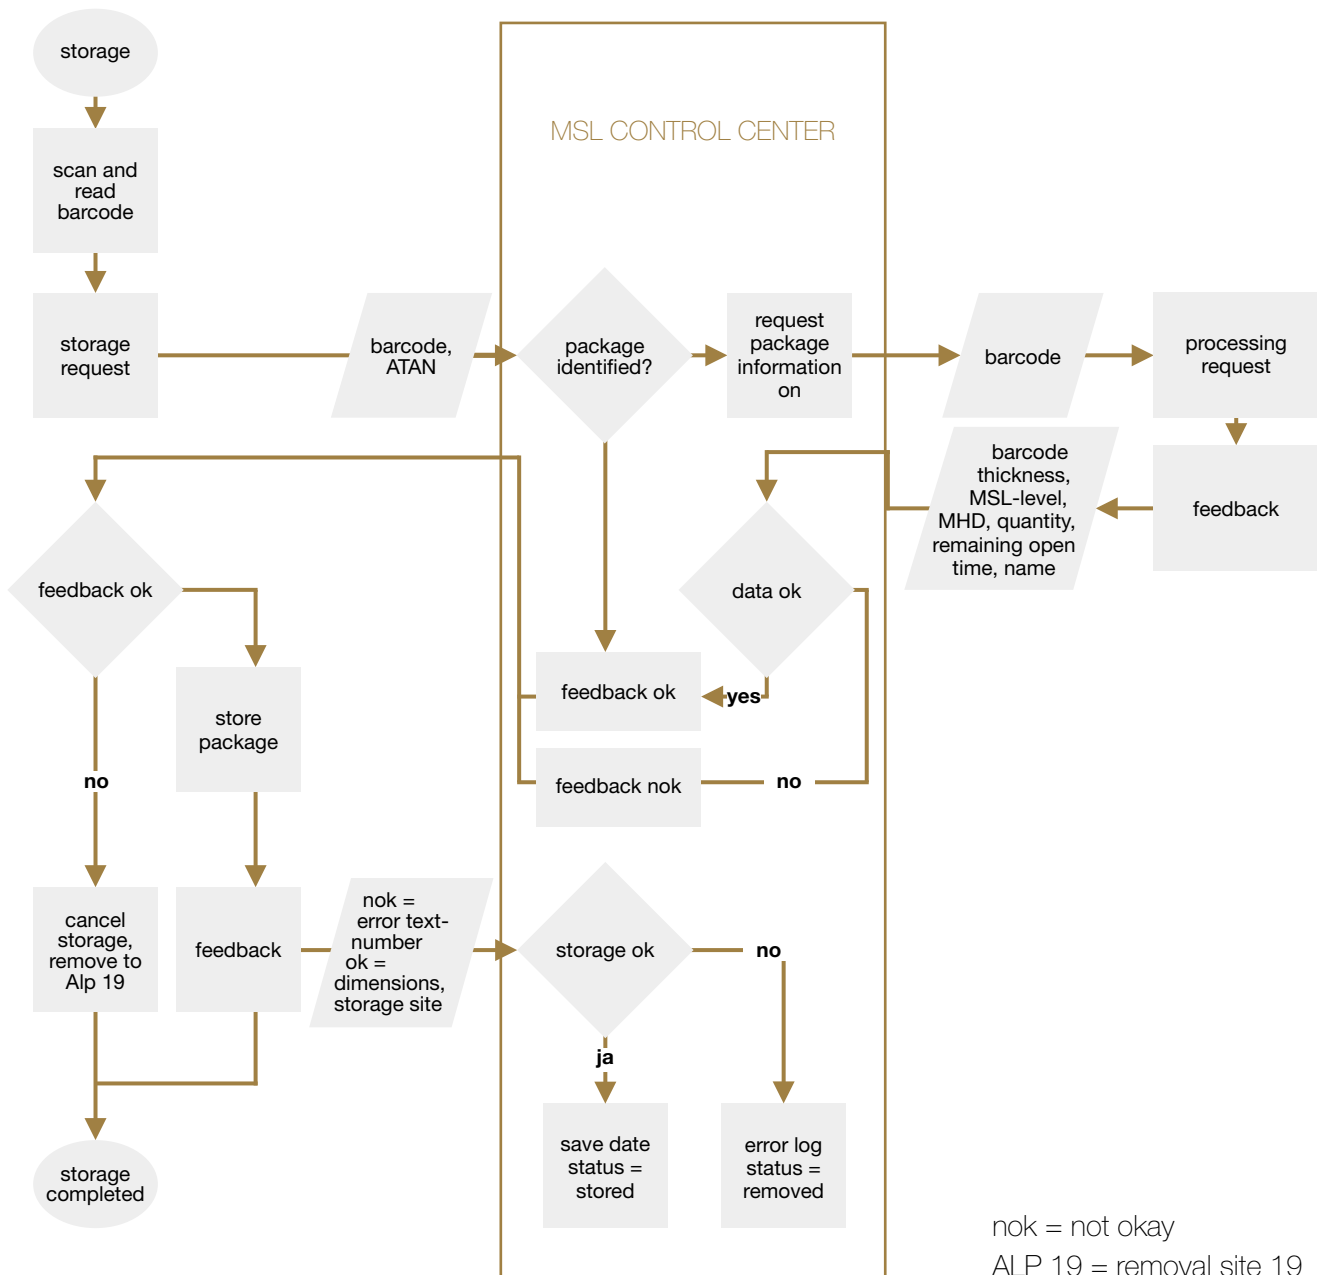 storage
MSL CONTROL CENTER
scan and
read
barcode
storage
request
barcode,
ATAN
package
identified?
request
package
information
on
barcode
processing
request
barcode
thickness,
MSL-level,
MHD, quantity,
remaining open
time, name
feedback
feedback ok
data ok
feedback ok
yes
store
package
no
feedback nok
no
cancel
storage,
remove to
Alp 19
feedback
nok =
error text-
number
ok =
dimensions,
storage site
storage ok
no
ja
save date
status =
stored
error log
status =
removed
storage
completed
nok = not okay
ALP 19 = removal site 19